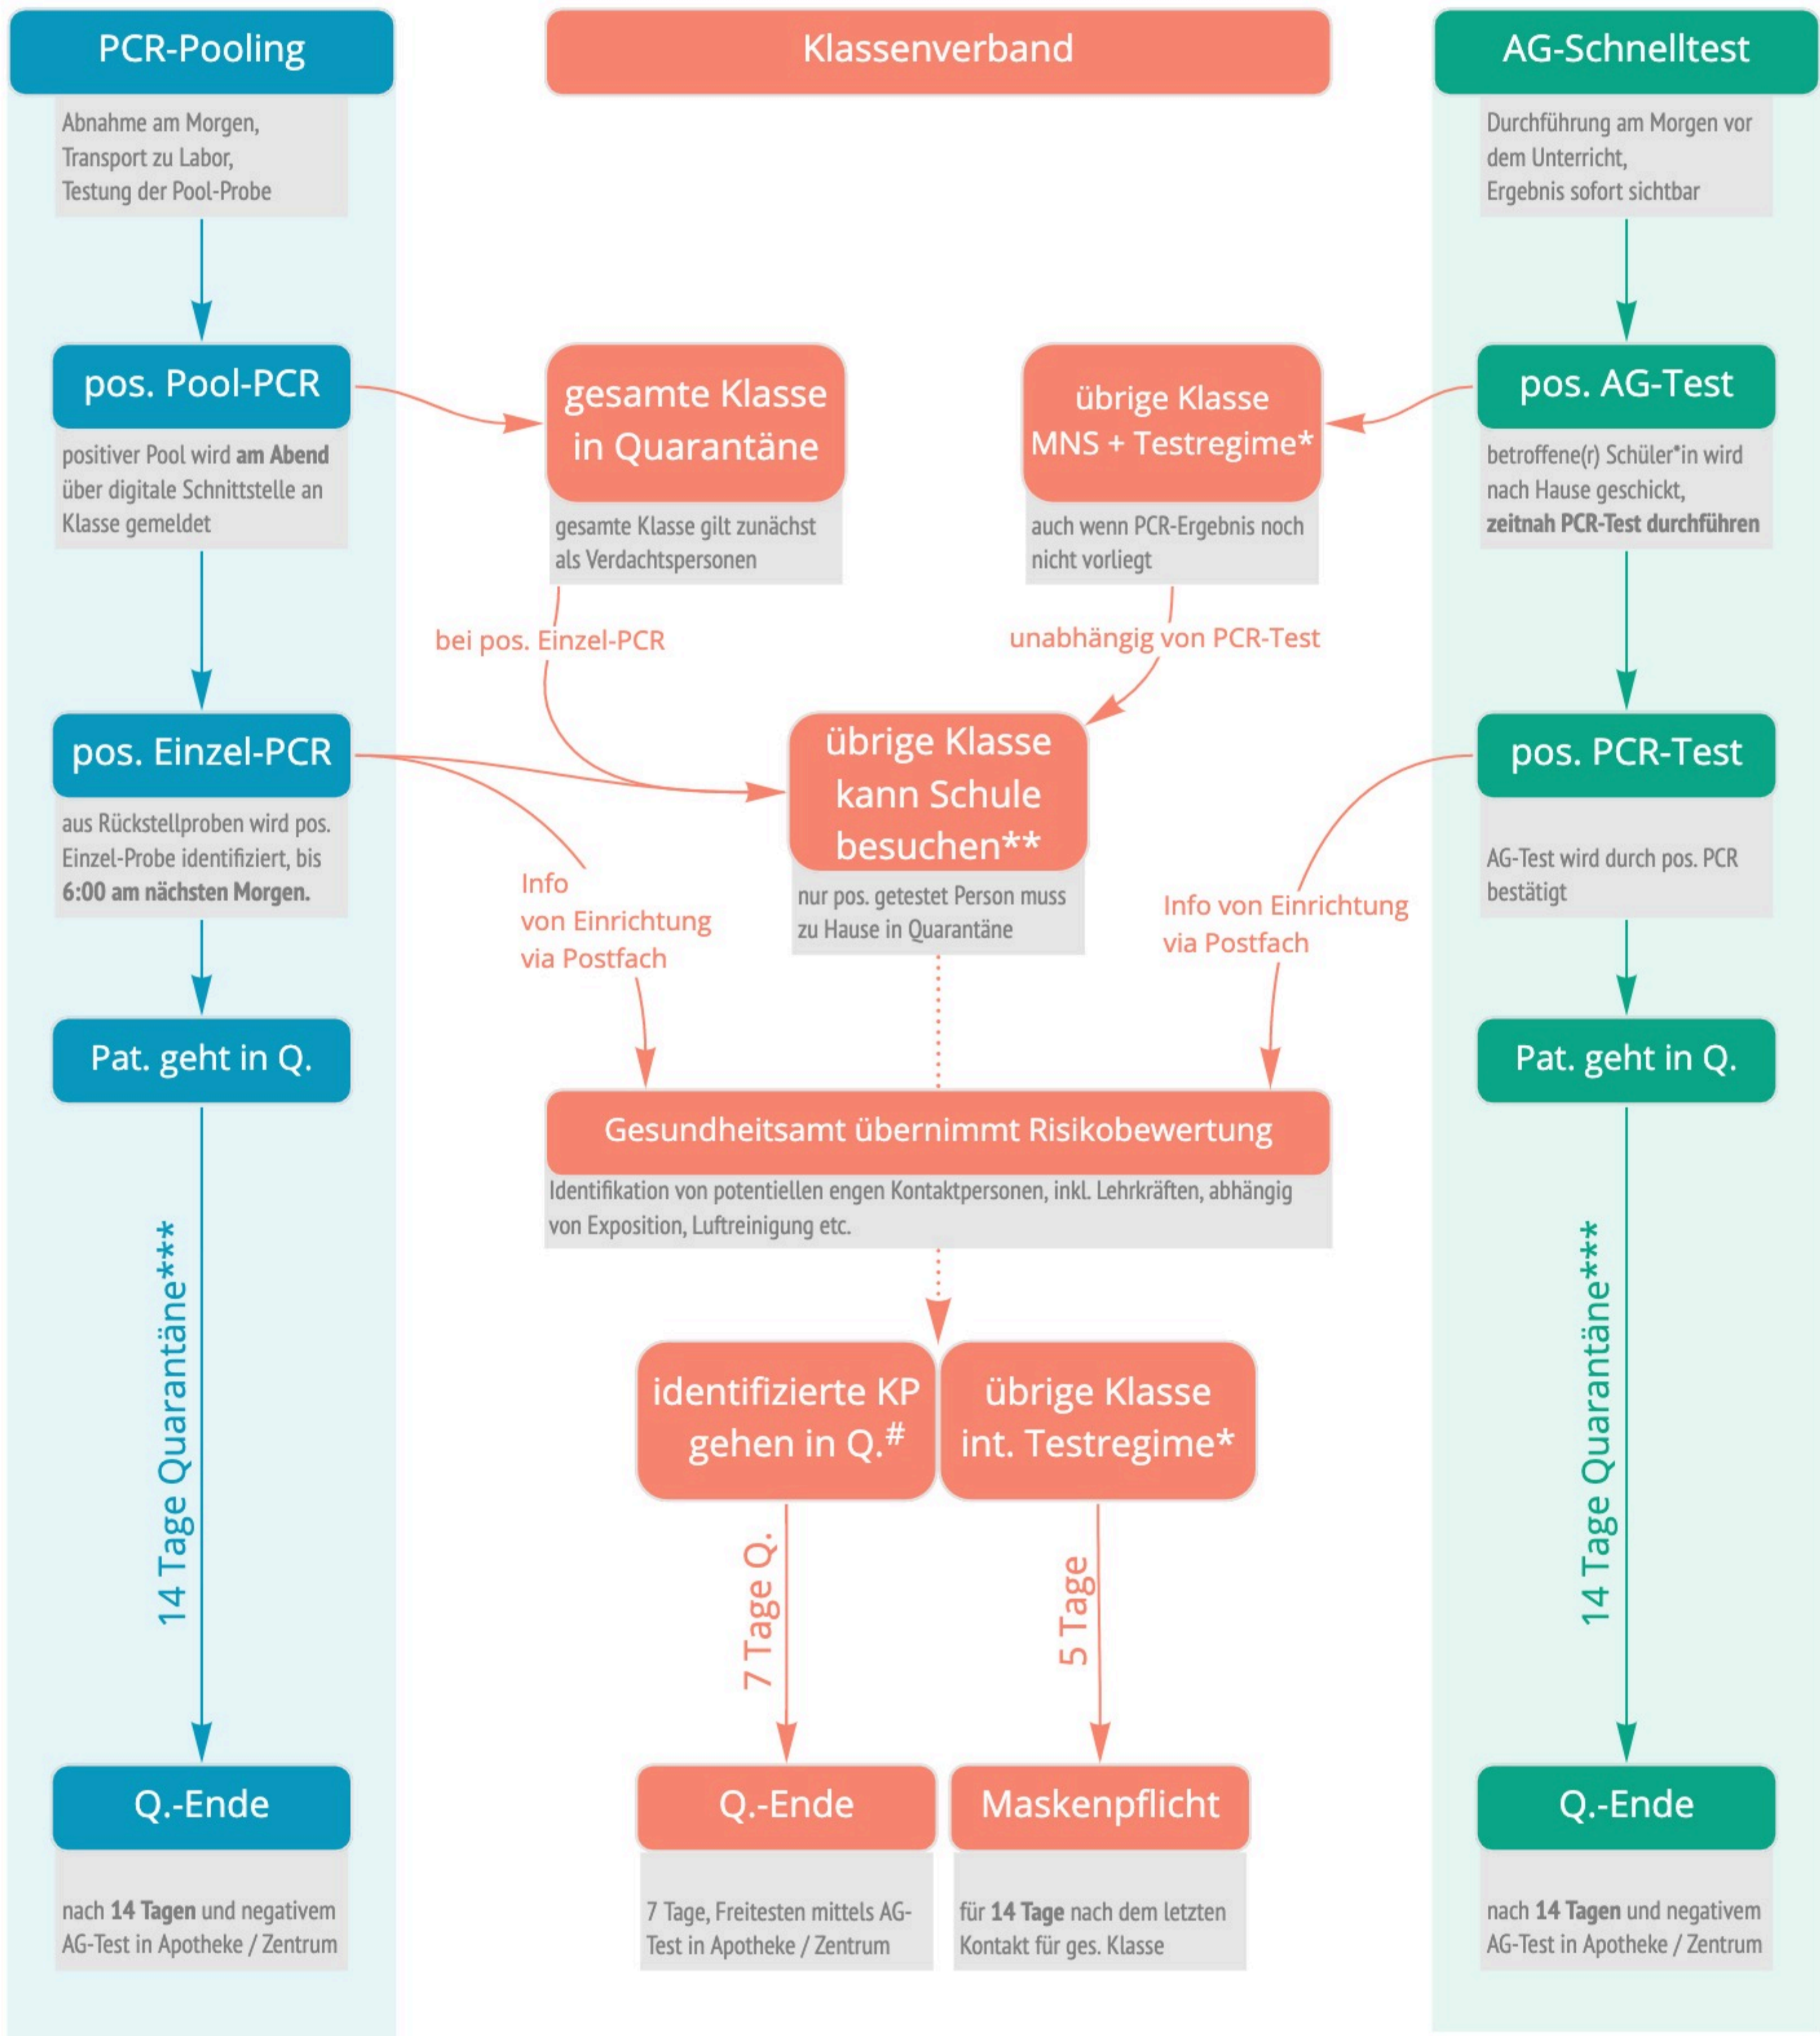 PCR-Pooling
Abnahme am Morgen,
Transport zu Labor,
Testung der Pool-Probe
pos. Pool-PCR
positiver Pool wird am Abend
über digitale Schnittstelle an
Klasse gemeldet
pos. Einzel-PCR
aus Rückstellproben wird pos.
Einzel-Probe identifiziert, bis
6:00 am nächsten Morgen.
Pat. geht in Q.
14 Tage Quarantäne***
Q.-Ende
nach 14 Tagen und negativem
AG-Test in Apotheke / Zentrum
Klassenverband
gesamte Klasse
in Quarantäne
gesamte Klasse gilt zunächst
als Verdachtspersonen
übrige Klasse
MNS + Testregime*
auch wenn PCR-Ergebnis noch
nicht vorliegt
bei pos. Einzel-PCR
unabhängig von PCR-Test
übrige Klasse
kann Schule
besuchen**
nur pos. getestet Person muss
zu Hause in Quarantäne
Info
von Einrichtung
via Postfach
Info von Einrichtung
via Postfach
Gesundheitsamt übernimmt Risikobewertung
Identifikation von potentiellen engen Kontaktpersonen, inkl. Lehrkräften, abhängig
von Exposition, Luftreinigung etc.
identifizierte KP
gehen in Q.#
übrige Klasse
int. Testregime*
7 Tage Q.
5 Tage
Q.-Ende
7 Tage, Freitesten mittels AG-
Test in Apotheke / Zentrum
Maskenpflicht
für 14 Tage nach dem letzten
Kontakt für ges. Klasse
AG-Schnelltest
Durchführung am Morgen vor
dem Unterricht,
Ergebnis sofort sichtbar
pos. AG-Test
betroffene(r) Schüler*in wird
nach Hause geschickt,
zeitnah PCR-Test durchführen
pos. PCR-Test
AG-Test wird durch pos. PCR
bestätigt
Pat. geht in Q.
14 Tage Quarantäne***
Q.-Ende
nach 14 Tagen und negativem
AG-Test in Apotheke / Zentrum